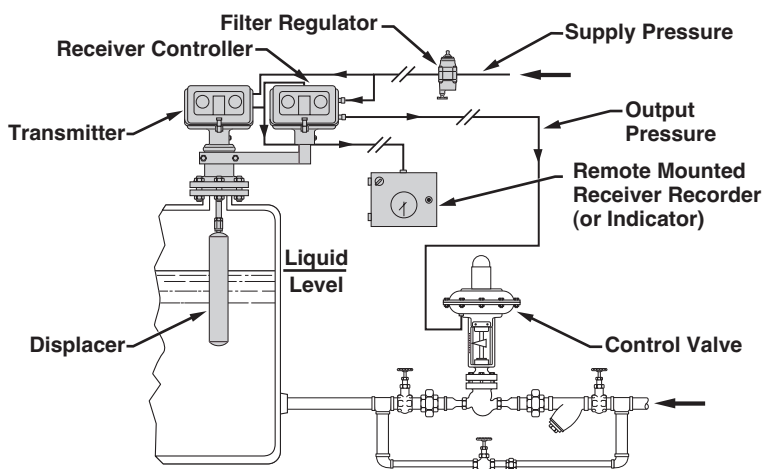 Filter Regulator
Receiver Controller
Supply Pressure
Transmitter
Output
Pressure
Remote Mounted
Receiver Recorder
(or Indicator)
Liquid
Level
Displacer
Control Valve